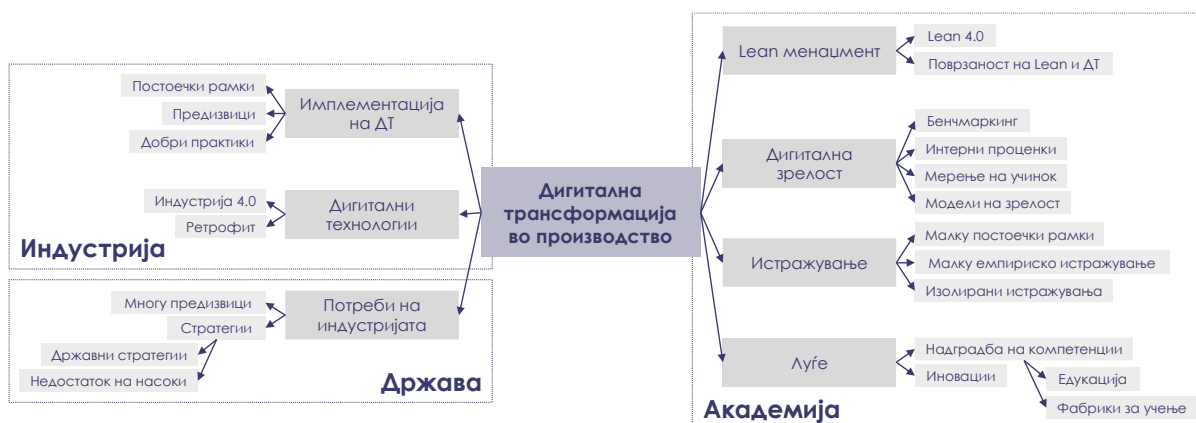 Постоечки рамки
Предизвици
Добри практики
Имплементација
на ДТ
Индустрија 4.0
Ретрофит
Дигитални
технологии
Индустрија
Многу предизвици
Стратегии
Државни стратегии
Недостаток на насоки
Потреби на
индустријата
Држава
Дигитална
трансформација
во производство
Lean менаџмент
Lean 4.0
Поврзаност на Lean и ДТ
Дигитална
зрелост
Бенчмаркинг
Интерни проценки
Мерење на учинок
Модели на зрелост
Истражување
Малку постоечки рамки
Малку емпириско истражување
Изолирани истражувања
Луѓе
Надградба на компетенции
Иновации
Едукација
Фабрики за учење
Академија